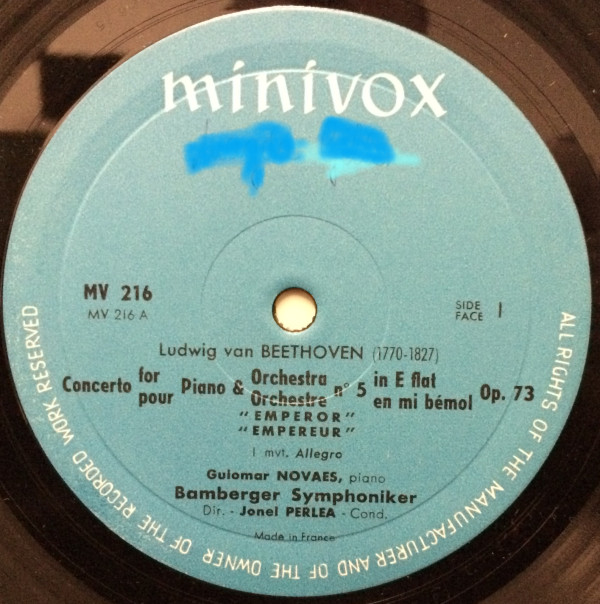 minivox
MV 216
MV 216 A
SIDE
FACE 1
Ludwig van BEETHOVEN (1770-1827)
Concerto for pour Piano & Orchestra Orchestre n° 5 in E flat en mi bémol Op. 73
"EMPEROR"
"EMPEREUR"
I mvt. Allegro
Guiomar NOVAES, piano
Bamberger Symphoniker
Dir. - Jonel PERLEA - Cond.
Made in France
ALL RIGHTS OF THE MANUFACTURER AND OF THE OWNER OF THE RECORDED WORK RESERVED